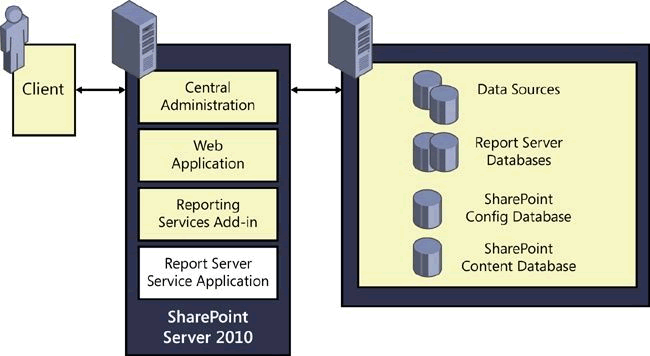 Client
Central
Administration
Web
Application
Reporting
Services Add-in
Report Server
Service Application
SharePoint
Server 2010
Data Sources
Report Server
Databases
SharePoint
Config Database
SharePoint
Content Database